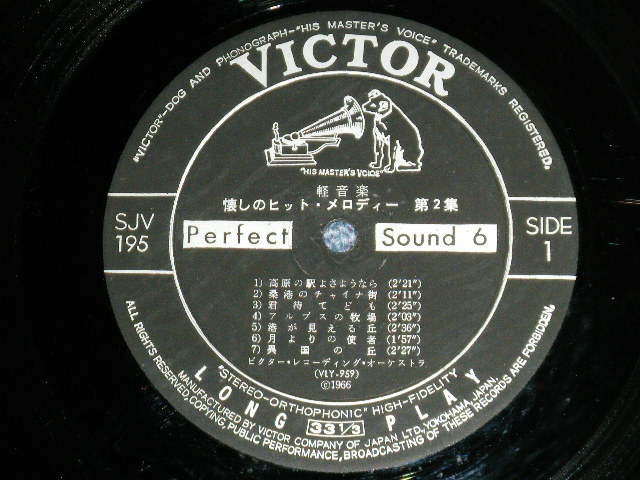 "VICTOR"–DOG AND PHONOGRAPH–"HIS MASTER'S VOICE" TRADEMARKS REGISTERED.
VICTOR
"HIS MASTER'S VOICE"
軽音楽
懐しのヒット・メロディー 第2集
SJV
195
Perfect Sound 6
SIDE
1
1) 高原の駅よさようなら (2'21")
2) 桑港のチャイナ街 (2'11")
3) 君待てども (2'25")
4) アルプスの牧場 (2'03")
5) 港が見える丘 (2'36")
6) 月よりの使者 (1'57")
7) 異国の丘 (2'27")
ビクター・レコーディング・オーケストラ
(VLY-959)
©1966
"STEREO-ORTHOPHONIC" HIGH-FIDELITY
LONG 33 1/3 PLAY
MANUFACTURED BY VICTOR COMPANY OF JAPAN LTD., YOKOHAMA, JAPAN.
ALL RIGHTS RESERVED. COPYING, PUBLIC PERFORMANCE, BROADCASTING OF THESE RECORDS ARE FORBIDDEN.